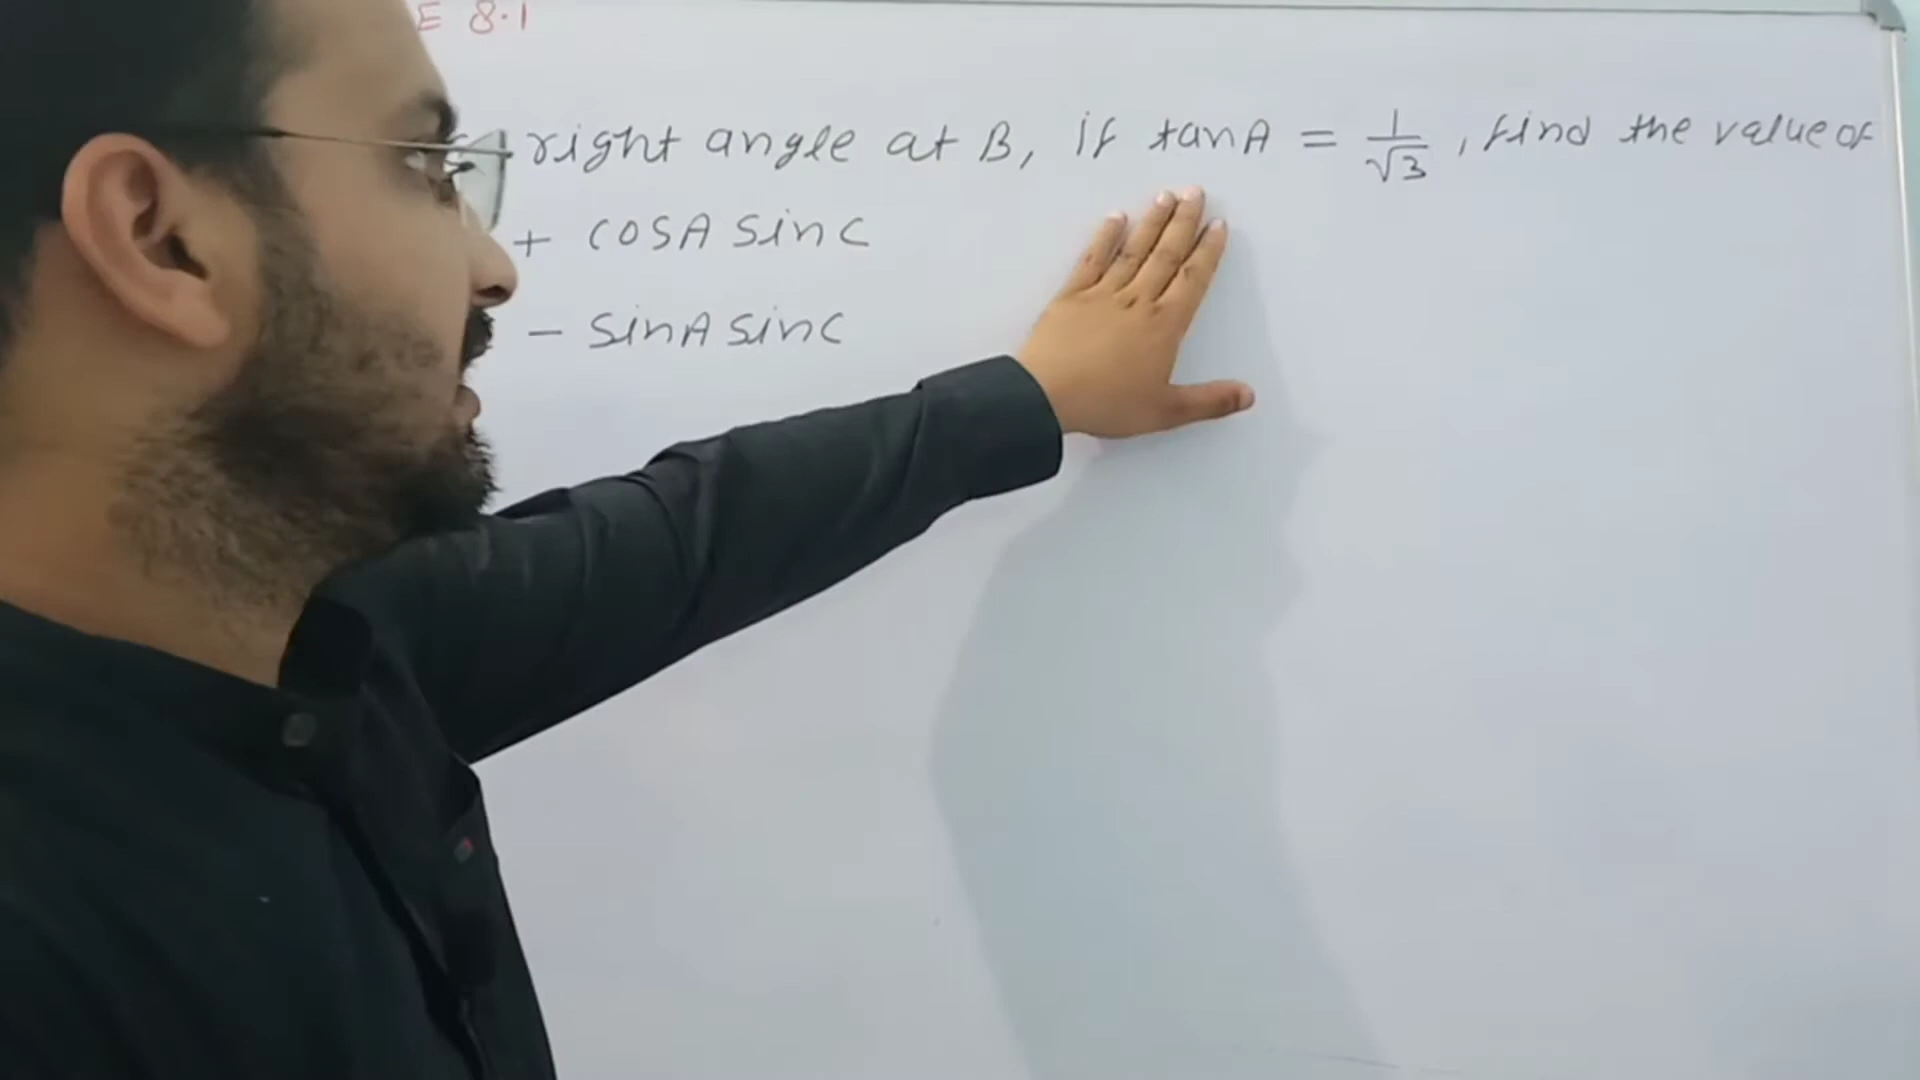 E 8.1
right angle at B, if tanA = 1/√3, find the value of
+ cosA sinC
- sinA sinC